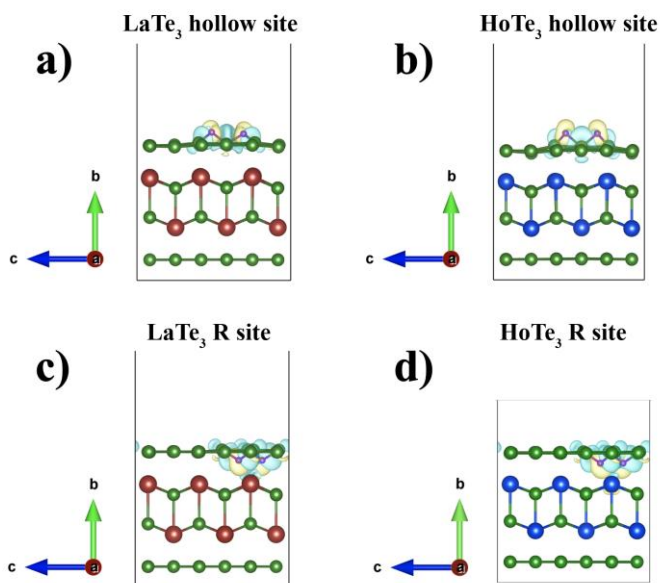 LaTe₃ hollow site
HoTe₃ hollow site
a)
b)
b
c
a
b
c
a
LaTe₃ R site
HoTe₃ R site
c)
d)
b
c
a
b
c
a